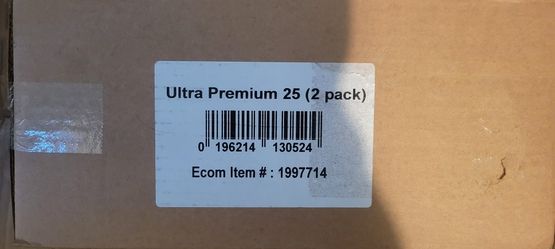 Ultra Premium 25 (2 pack)
0 196214 130524
Ecom Item # : 1997714